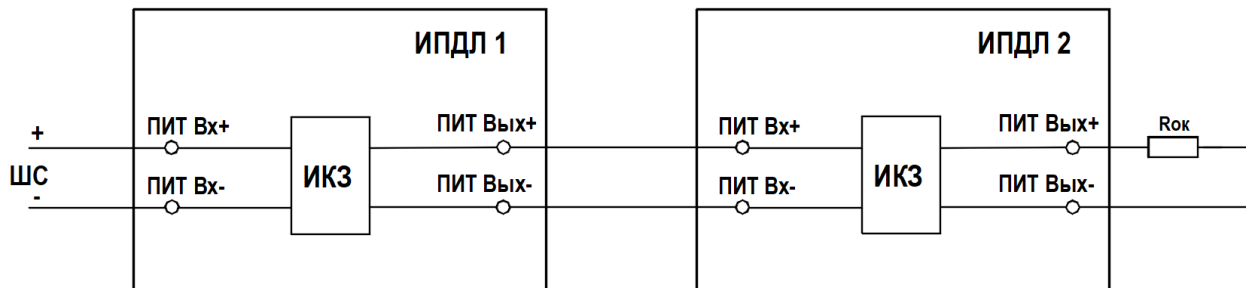 ИПДЛ 1
ИПДЛ 2
+ ПИТ Вх+ ПИТ Вых+ ПИТ Вх+ ПИТ Вых+ Rок
ШС ИКЗ ИКЗ
- ПИТ Вх- ПИТ Вых- ПИТ Вх- ПИТ Вых-